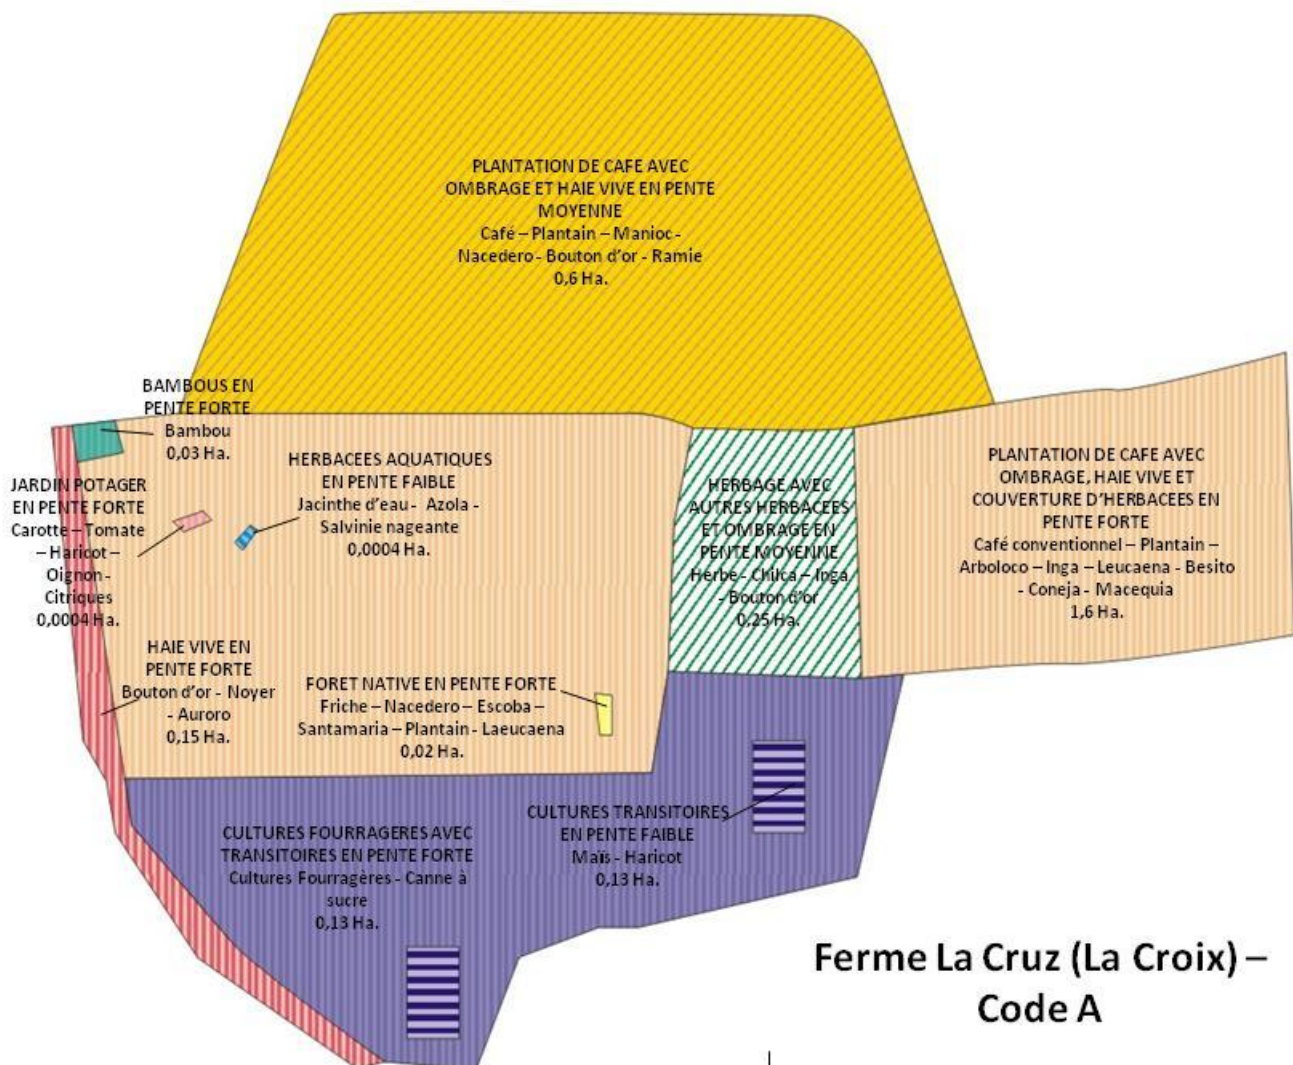 PLANTATION DE CAFE AVEC
OMBRAGE ET HAIE VIVE EN PENTE
MOYENNE
Café – Plantain – Manioc -
Nacedero - Bouton d'or - Ramie
0,6 Ha.
BAMBOUS EN
PENTE FORTE
Bambou
0,03 Ha.
HERBACEES AQUATIQUES
EN PENTE FAIBLE
Jacinthe d'eau - Azola -
Salvinie nageante
0,0004 Ha.
JARDIN POTAGER
EN PENTE FORTE
Carotte – Tomate
– Haricot –
Oignon -
Citriques
0,0004 Ha.
HERBAGE AVEC
AUTRES HERBACEES
ET OMBRAGE EN
PENTE MOYENNE
Herbe - Chilca – Inga
- Bouton d'or
0,25 Ha.
PLANTATION DE CAFE AVEC
OMBRAGE, HAIE VIVE ET
COUVERTURE D'HERBACEES EN
PENTE FORTE
Café conventionnel – Plantain –
Arboloco – Inga – Leucaena - Besito
- Coneja - Macequia
1,6 Ha.
HAIE VIVE EN
PENTE FORTE
Bouton d'or - Noyer
- Auroro
0,15 Ha.
FORET NATIVE EN PENTE FORTE
Friche – Nacedero – Escoba –
Santamaria – Plantain - Laeucaena
0,02 Ha.
CULTURES TRANSITOIRES
EN PENTE FAIBLE
Maïs - Haricot
0,13 Ha.
CULTURES FOURRAGERES AVEC
TRANSITOIRES EN PENTE FORTE
Cultures Fourragères - Canne à
sucre
0,13 Ha.
Ferme La Cruz (La Croix) –
Code A